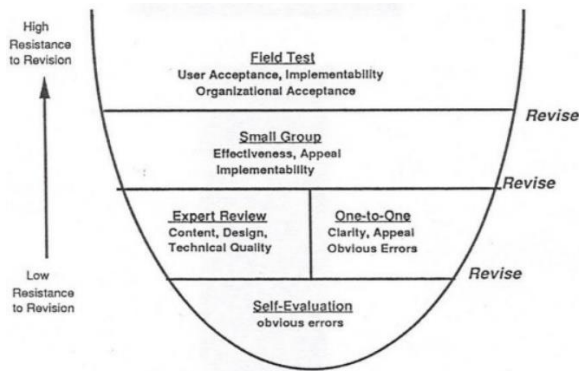 High
Resistance
to Revision
Field Test
User Acceptance, Implementability
Organizational Acceptance
Revise
Small Group
Effectiveness, Appeal
Implementability
Revise
Expert Review
Content, Design,
Technical Quality
One-to-One
Clarity, Appeal
Obvious Errors
Revise
Low
Resistance
to Revision
Self-Evaluation
obvious errors